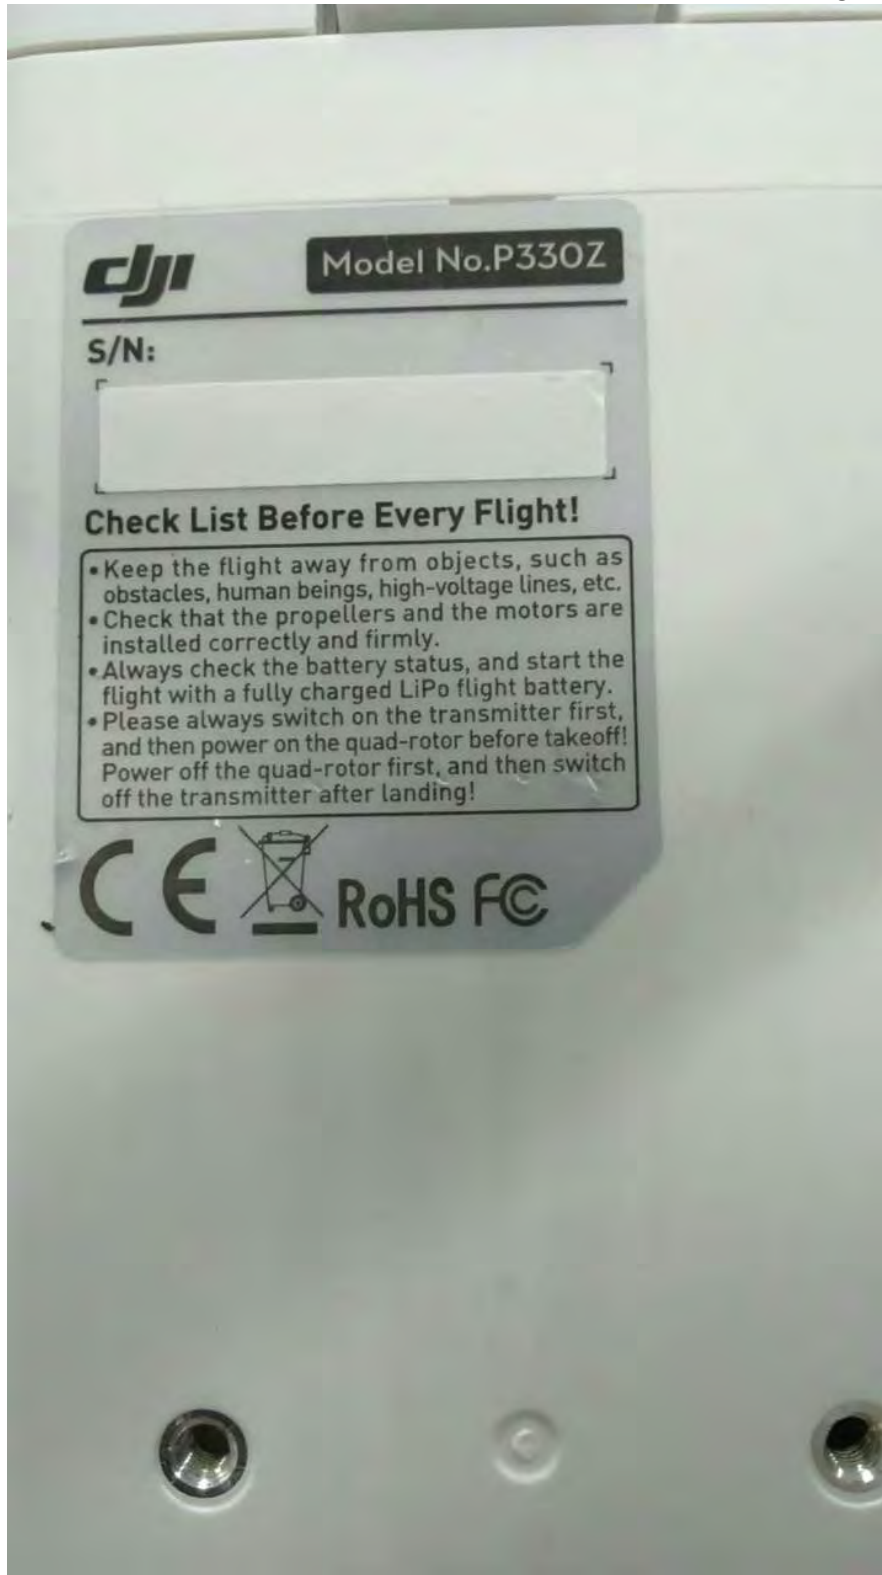 dji
Model No.P330Z
S/N:
Check List Before Every Flight!
•Keep the flight away from objects, such as
obstacles, human beings, high-voltage lines, etc.
•Check that the propellers and the motors are
installed correctly and firmly.
•Always check the battery status, and start the
flight with a fully charged LiPo flight battery.
•Please always switch on the transmitter first,
and then power on the quad-rotor before takeoff!
Power off the quad-rotor first, and then switch
off the transmitter after landing!
CE RoHS FC